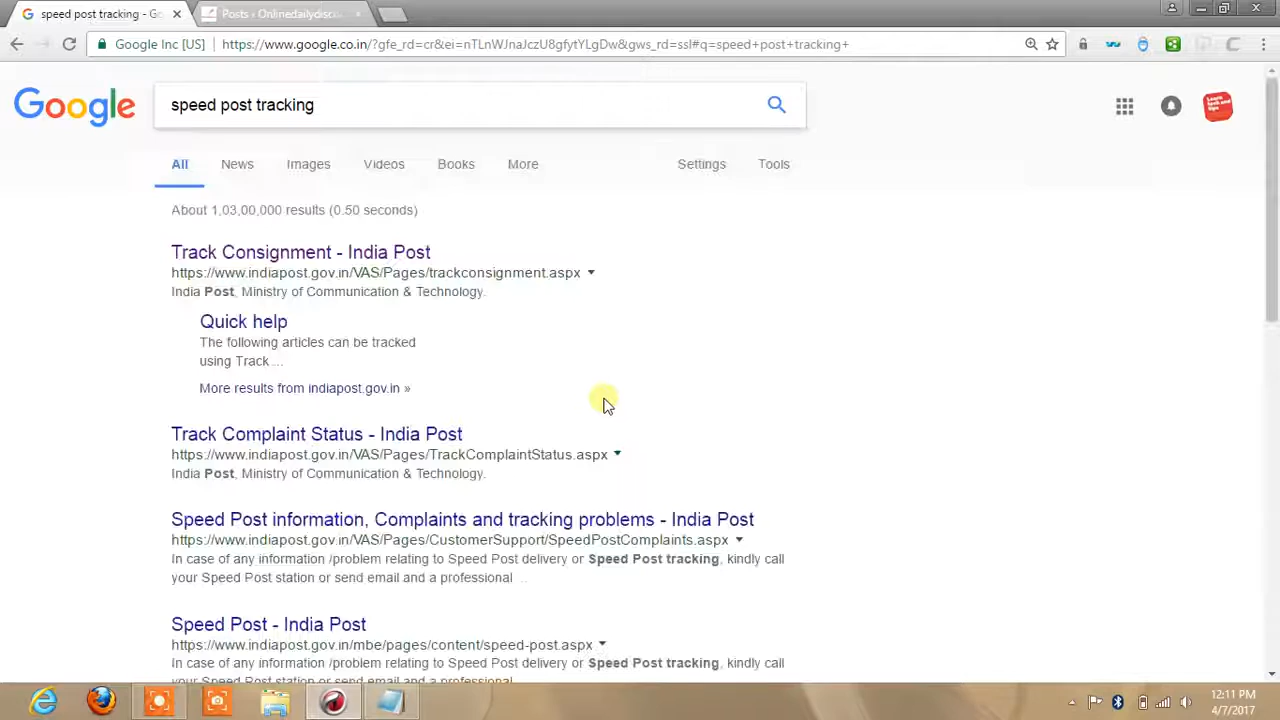 speed post tracking - Go
Posts ‹ Onlinedailydisco
Google Inc [US] https://www.google.co.in/?gfe_rd=cr&ei=nTLnWJnaJczU8gfytYLgDw&gws_rd=ssl#q=speed+post+tracking+
Google
speed post tracking
All News Images Videos Books More Settings Tools
About 1,03,00,000 results (0.50 seconds)
Track Consignment - India Post
https://www.indiapost.gov.in/VAS/Pages/trackconsignment.aspx
India Post, Ministry of Communication & Technology.
Quick help
The following articles can be tracked
using Track ...
More results from indiapost.gov.in »
Track Complaint Status - India Post
https://www.indiapost.gov.in/VAS/Pages/TrackComplaintStatus.aspx
India Post, Ministry of Communication & Technology.
Speed Post information, Complaints and tracking problems - India Post
https://www.indiapost.gov.in/VAS/Pages/CustomerSupport/SpeedPostComplaints.aspx
In case of any information /problem relating to Speed Post delivery or Speed Post tracking, kindly call
your Speed Post station or send email and a professional ...
Speed Post - India Post
https://www.indiapost.gov.in/mbe/pages/content/speed-post.aspx
In case of any information /problem relating to Speed Post delivery or Speed Post tracking, kindly call
your Speed Post station or send email and a professional
12:11 PM
4/7/2017